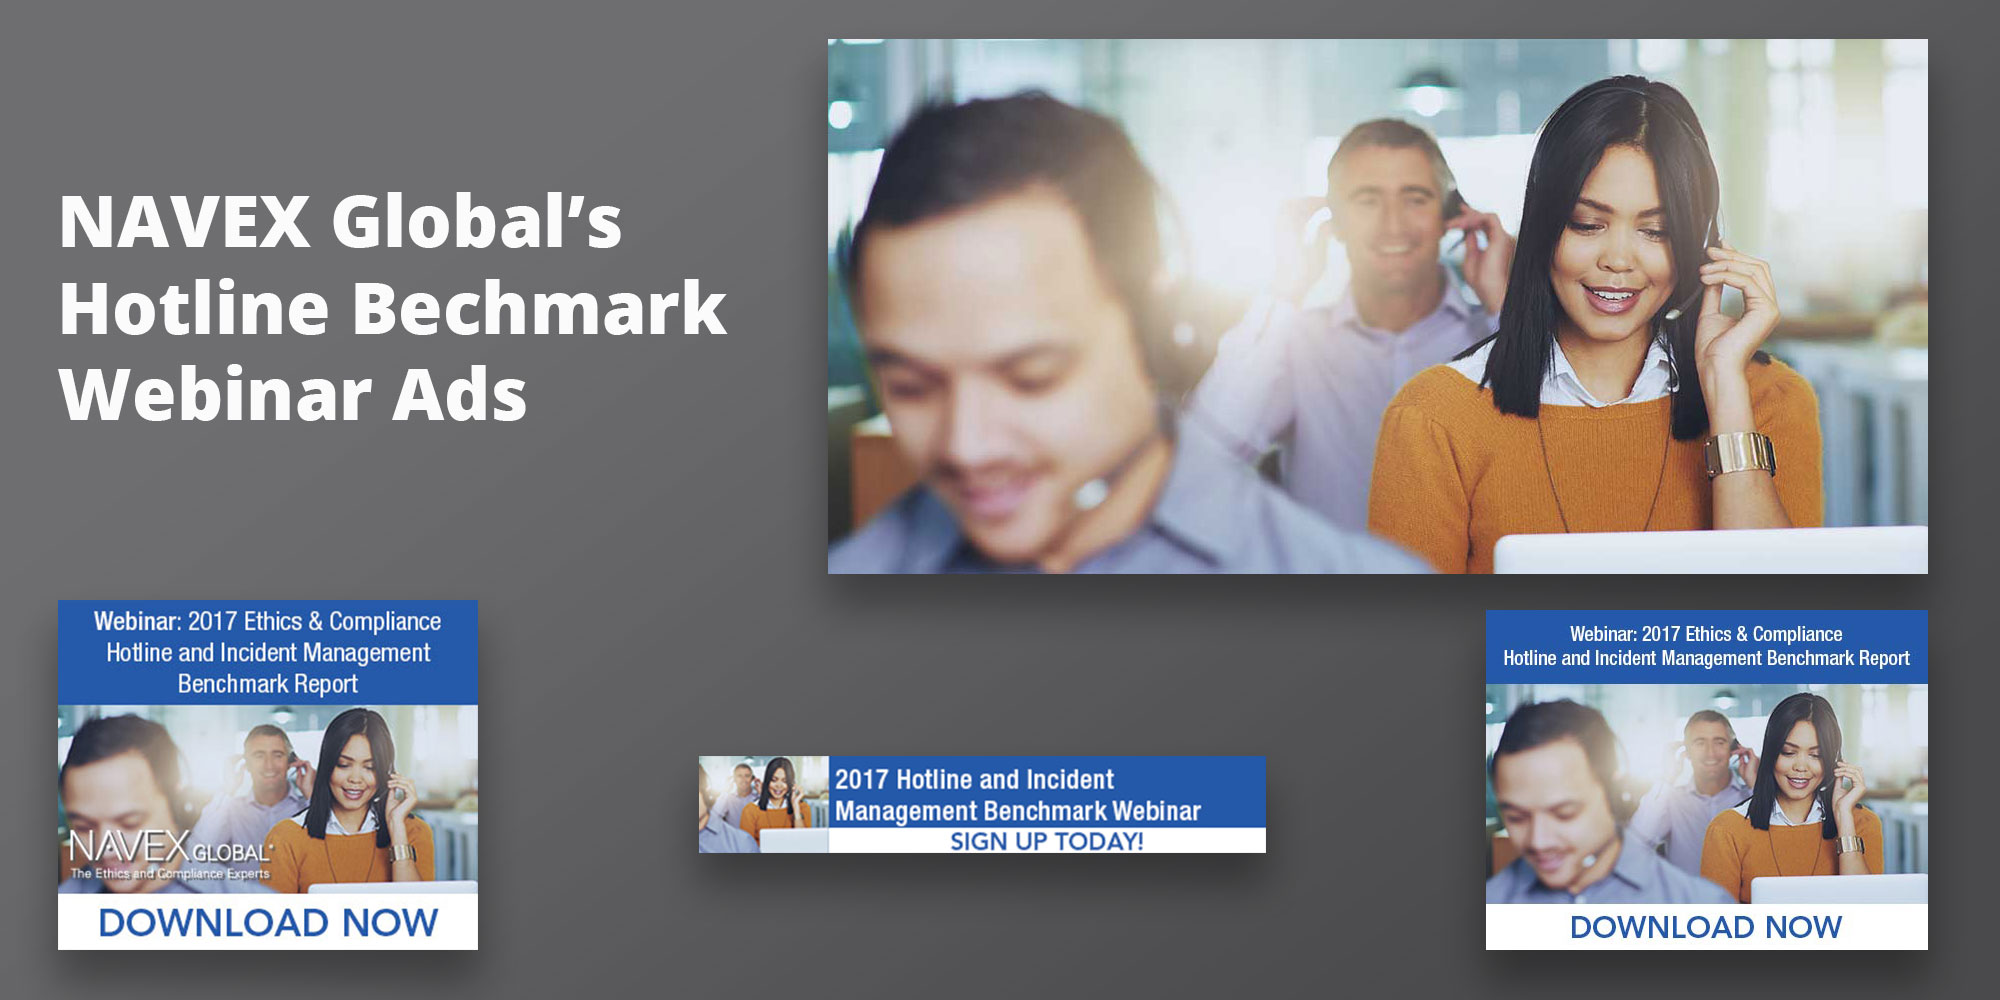 NAVEX Global’s
Hotline Bechmark
Webinar Ads
Webinar: 2017 Ethics & Compliance
Hotline and Incident Management
Benchmark Report
NAVEX GLOBAL®
The Ethics and Compliance Experts
DOWNLOAD NOW
2017 Hotline and Incident
Management Benchmark Webinar
SIGN UP TODAY!
Webinar: 2017 Ethics & Compliance
Hotline and Incident Management Benchmark Report
DOWNLOAD NOW